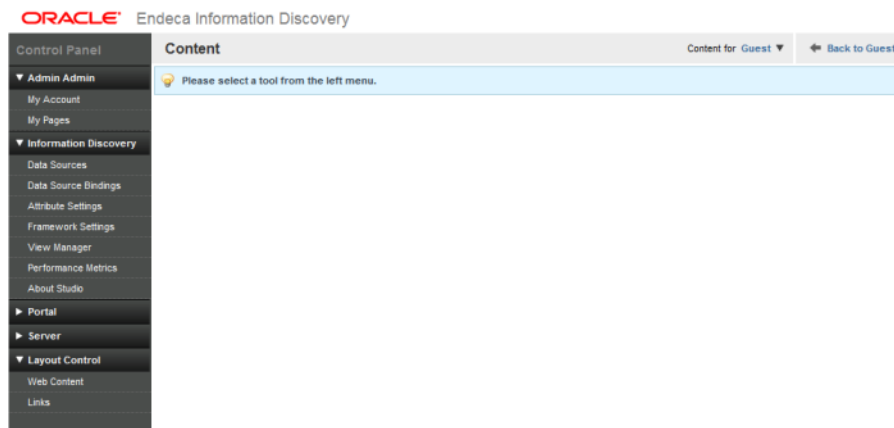 ORACLE® Endeca Information Discovery
Control Panel
Content
Content for Guest ▼
Back to Guest
Admin Admin
Please select a tool from the left menu.
My Account
My Pages
Information Discovery
Data Sources
Data Source Bindings
Attribute Settings
Framework Settings
View Manager
Performance Metrics
About Studio
Portal
Server
Layout Control
Web Content
Links